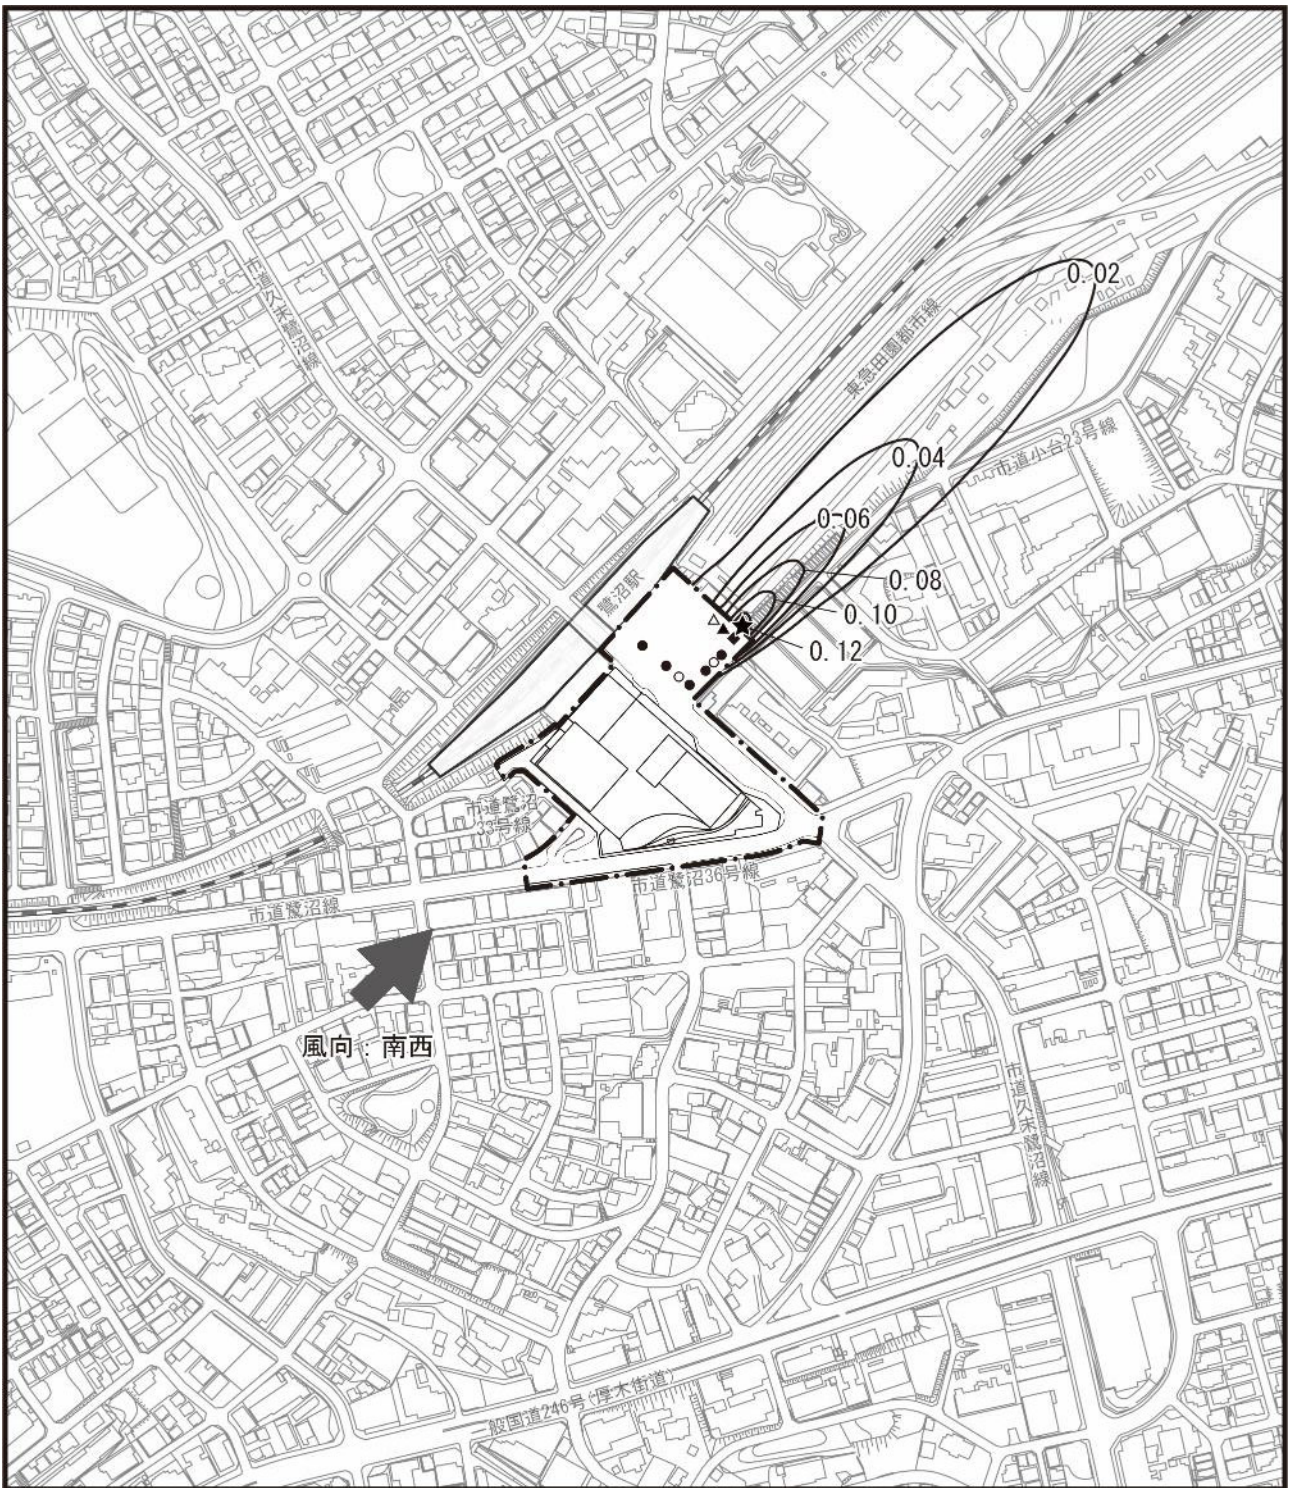 市道久末鷺沼線
0.02
東急田園都市線
0.04
市道小台23号線
0.06
0.08
鷺沼駅
0.10
0.12
市道鷺沼
33号線
市道鷺沼36号線
市道鷺沼線
風向：南西
市道久末鷺沼線
一般国道246号(厚木街道)